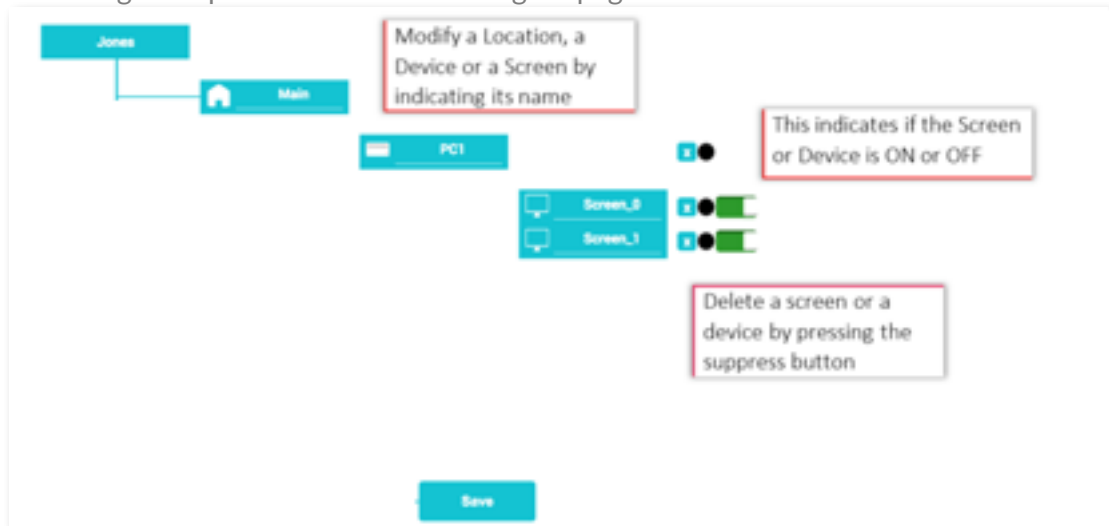 Jones
Modify a Location, a
Device or a Screen by
indicating its name
Main
This indicates if the Screen
or Device is ON or OFF
PC1
x
Screen_0
x
Screen_1
x
Delete a screen or a
device by pressing the
suppress button
Save